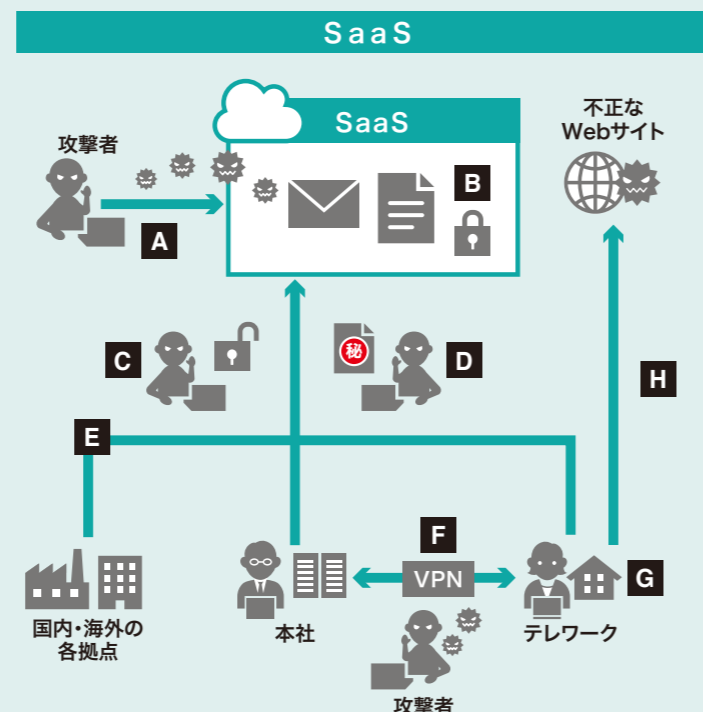 SaaS
SaaS
攻撃者
不正な
Webサイト
B
A
C
秘
D
H
E
F
VPN
G
国内・海外の
各拠点
本社
テレワーク
攻撃者